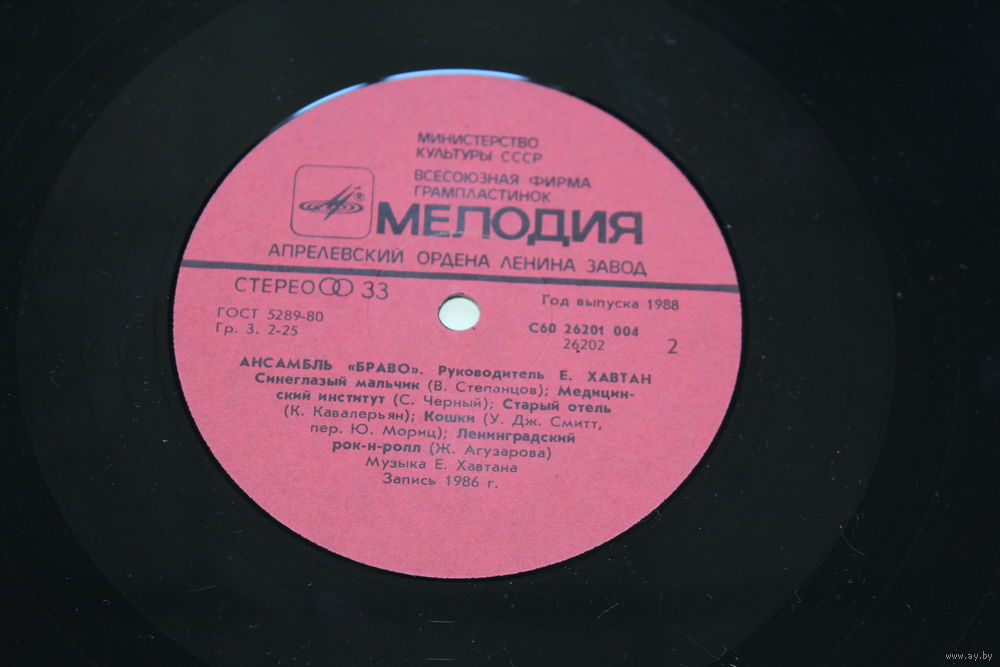 МИНИСТЕРСТВО
КУЛЬТУРЫ СССР
ВСЕСОЮЗНАЯ ФИРМА
ГРАМПЛАСТИНОК
МЕЛОДИЯ
АПРЕЛЕВСКИЙ ОРДЕНА ЛЕНИНА ЗАВОД
СТЕРЕО 33
ГОСТ 5289-80
Гр. 3. 2-25
Год выпуска 1988
С60 26201 004
26202
2
АНСАМБЛЬ «БРАВО». Руководитель Е. ХАВТАН
Синеглазый мальчик (В. Степанцов); Медицин-
ский институт (С. Черный); Старый отель
(К. Кавалерьян); Кошки (У. Дж. Смитт,
пер. Ю. Мориц); Ленинградский
рок-н-ролл (Ж. Агузарова)
Музыка Е. Хавтана
Запись 1986 г.
www.ay.by